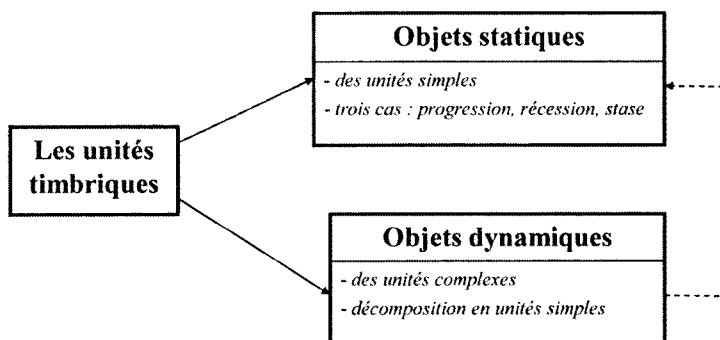 Objets statiques
- des unités simples
- trois cas : progression, récession, stase
Les unités
timbriques
Objets dynamiques
- des unités complexes
- décomposition en unités simples